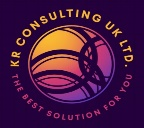 KR CONSULTING UK LTD.
THE BEST SOLUTION FOR YOU